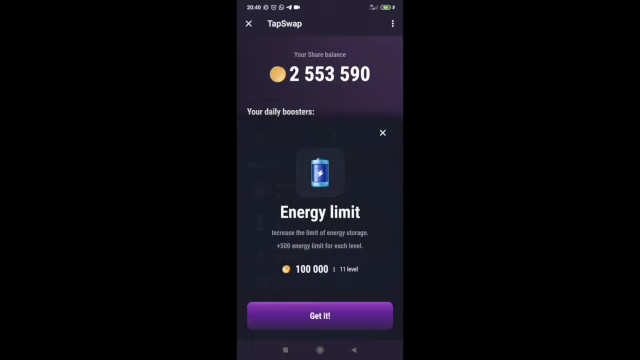 20:40
TapSwap
Your Share balance
2 553 590
Your daily boosters:
Energy limit
Increase the limit of energy storage.
+500 energy limit for each level.
100 000 | 11 level
Get it!